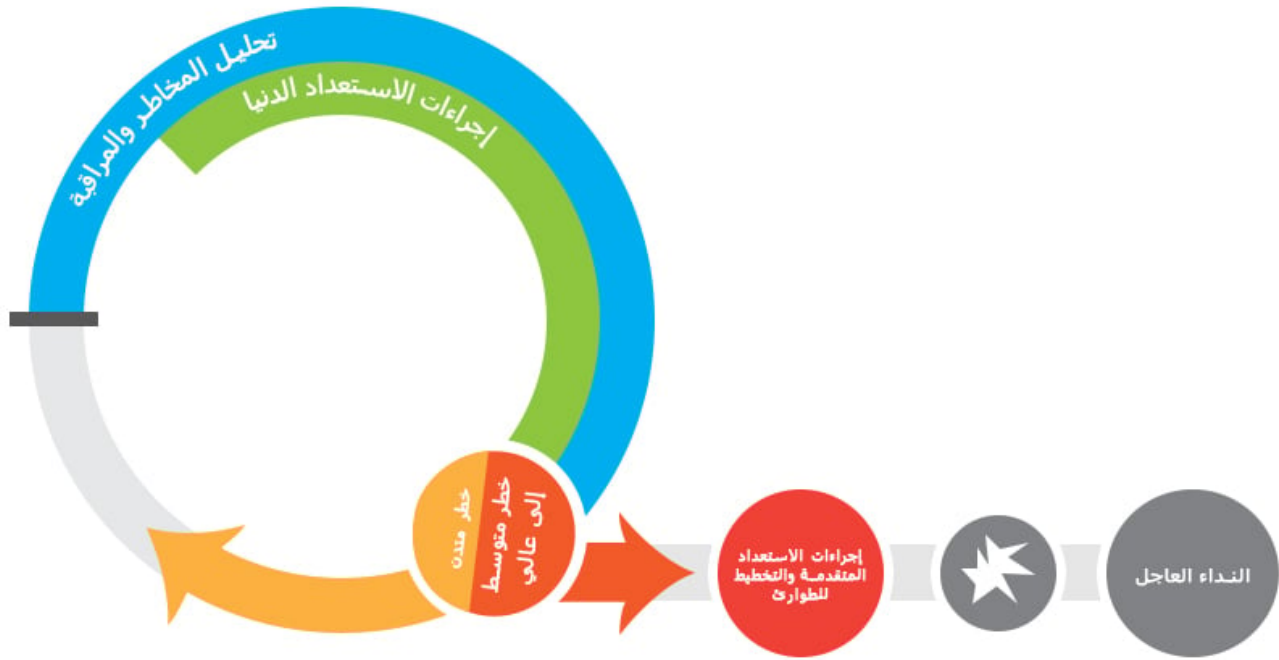 تحليل المخاطر والمراقبة
إجراءات الاستعداد الدنيا
خطر متدن
خطر متوسط
إلى عالي
إجراءات الاستعداد
المتقدمة والتخطيط
للطوارئ
النداء العاجل